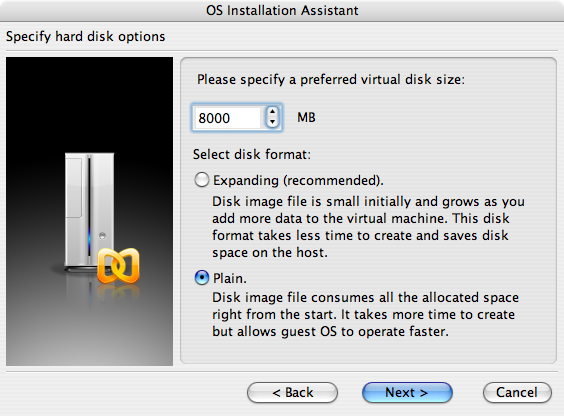 OS Installation Assistant
Specify hard disk options
Please specify a preferred virtual disk size:
8000 MB
Select disk format:
Expanding (recommended).
Disk image file is small initially and grows as you
add more data to the virtual machine. This disk
format takes less time to create and saves disk
space on the host.
Plain.
Disk image file consumes all the allocated space
right from the start. It takes more time to create
but allows guest OS to operate faster.
< Back Next > Cancel